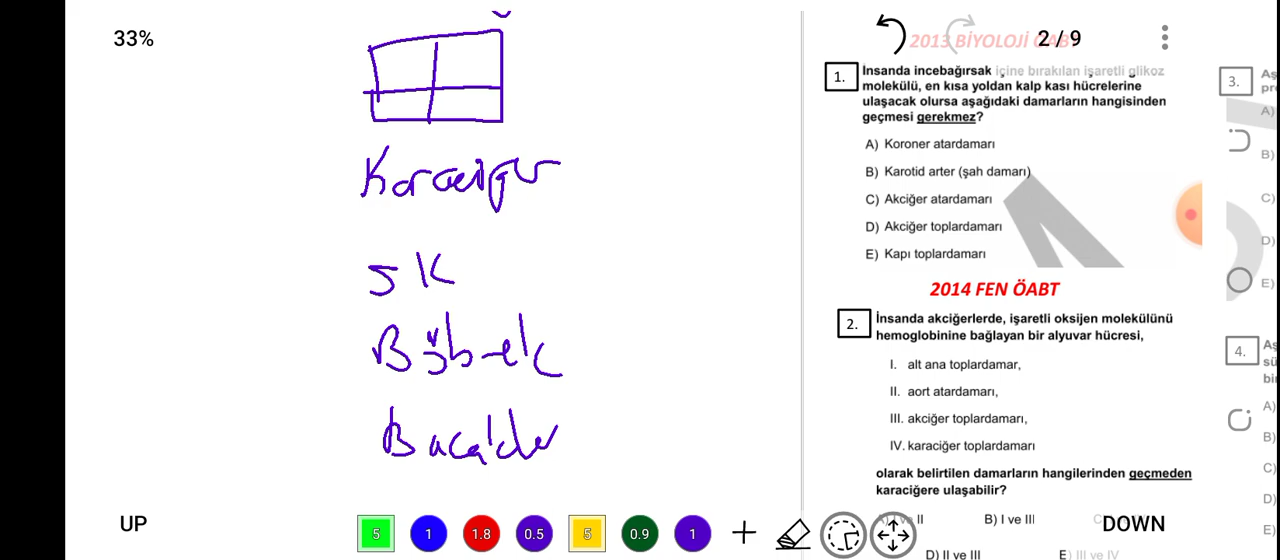 33%
Karaciğer
SK
Böbrek
Bacaklar
UP
5 1 1.8 0.5 5 0.9 1
2013 BİYOLOJİ ÖABT
2 / 9
1.
İnsanda incebağırsak içine bırakılan işaretli glikoz
molekülü, en kısa yoldan kalp kası hücrelerine
ulaşacak olursa aşağıdaki damarların hangisinden
geçmesi gerekmez?
A) Koroner atardamarı
B) Karotid arter (şah damarı)
C) Akciğer atardamarı
D) Akciğer toplardamarı
E) Kapı toplardamarı
2014 FEN ÖABT
2.
İnsanda akciğerlerde, işaretli oksijen molekülünü
hemoglobinine bağlayan bir alyuvar hücresi,
I. alt ana toplardamar,
II. aort atardamarı,
III. akciğer toplardamarı,
IV. karaciğer toplardamarı
olarak belirtilen damarların hangilerinden geçmeden
karaciğere ulaşabilir?
II B) I ve III
D) II ve III E) III ve IV
DOWN
3.
A)
B)
C)
D)
E)
4.
A)
B)
C)
D)
E)